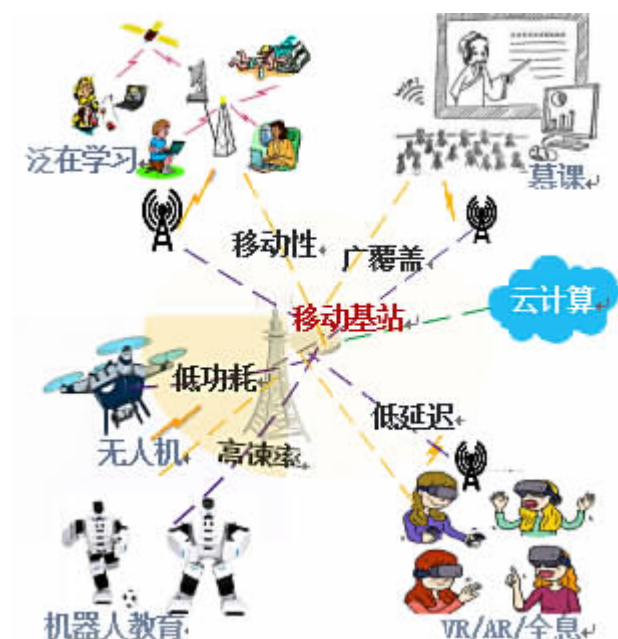 泛在学习
慕课
移动性
广覆盖
移动基站
云计算
低功耗
低延迟
无人机
高速率
机器人教育
VR/AR/全息